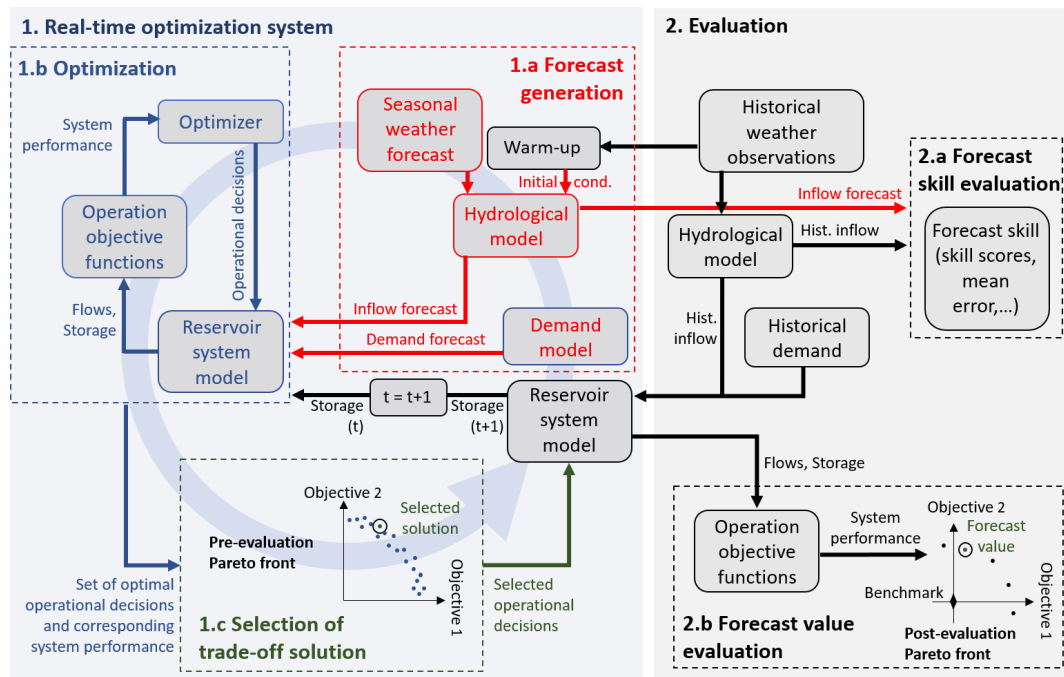 1. Real-time optimization system
1.b Optimization
System
performance
Optimizer
Operational decisions
Operation
objective
functions
Flows,
Storage
Reservoir
system
model
1.a Forecast
generation
Seasonal
weather
forecast
Warm-up
Initial cond.
Hydrological
model
Inflow forecast
Demand forecast
Demand
model
Storage
(t)
t = t+1
Storage
(t+1)
Reservoir
system
model
Set of optimal
operational decisions
and corresponding
system performance
Objective 2
Selected
solution
Pre-evaluation
Pareto front
Objective 1
1.c Selection of
trade-off solution
Selected
operational
decisions
2. Evaluation
Historical
weather
observations
Inflow forecast
Hydrological
model
Hist. inflow
Hist.
inflow
Historical
demand
2.a Forecast
skill evaluation
Forecast skill
(skill scores,
mean
error,...)
Flows, Storage
Operation
objective
functions
System
performance
Objective 2
Forecast
value
Benchmark
Objective 1
Post-evaluation
Pareto front
2.b Forecast value
evaluation